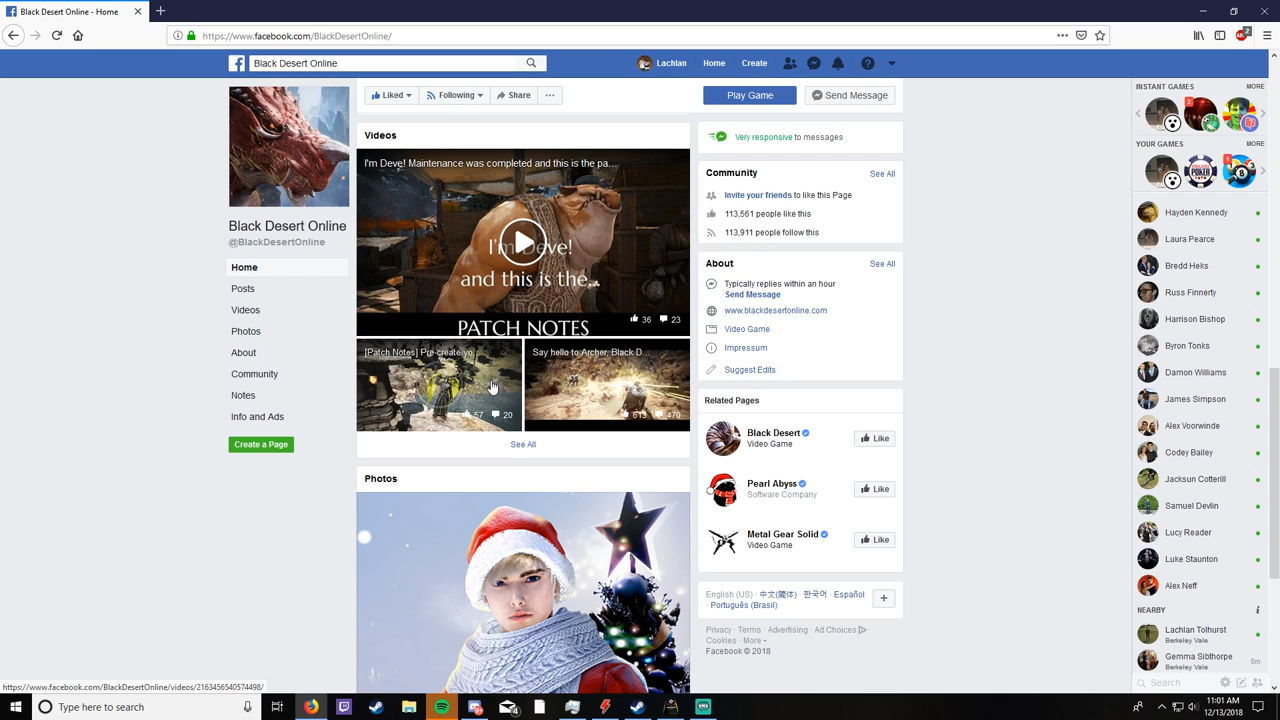 Black Desert Online - Home
https://www.facebook.com/BlackDesertOnline/
2
Black Desert Online
Lachlan
Home
Create
Liked
Following
Share
Play Game
Send Message
Black Desert Online
@BlackDesertOnline
Home
Posts
Videos
Photos
About
Community
Notes
Info and Ads
Create a Page
Videos
I'm Deve! Maintenance was completed and this is the pa...
I'm Deve!
and this is the...
PATCH NOTES
36 23
[Patch Notes] Pre-create yo...
57 20
Say hello to Archer, Black D...
613 470
See All
Photos
Very responsive to messages
Community
See All
Invite your friends to like this Page
113,561 people like this
113,911 people follow this
About
See All
Typically replies within an hour
Send Message
www.blackdesertonline.com
Video Game
Impressum
Suggest Edits
Related Pages
Black Desert
Video Game
Like
Pearl Abyss
Software Company
Like
Metal Gear Solid
Video Game
Like
English (US) · 中文(简体) · 한국어 · Español
· Português (Brasil)
Privacy · Terms · Advertising · Ad Choices
Cookies · More
Facebook © 2018
INSTANT GAMES
MORE
YOUR GAMES
MORE
Hayden Kennedy
Laura Pearce
Bredd Heks
Russ Finnerty
Harrison Bishop
Byron Tonks
Damon Williams
James Simpson
Alex Voorwinde
Codey Bailey
Jacksun Cotterill
Samuel Devlin
Lucy Reader
Luke Staunton
Alex Neff
NEARBY
Lachlan Tolhurst
Berkeley Vale
Gemma Sibthorpe
Berkeley Vale
8m
Search
https://www.facebook.com/BlackDesertOnline/videos/2163456540574498/
Type here to search
11:01 AM
12/13/2018